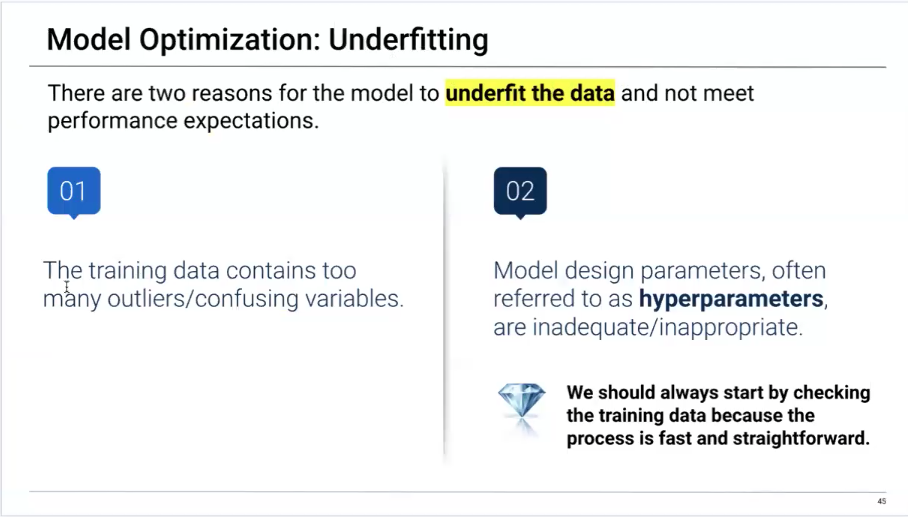 Model Optimization: Underfitting
There are two reasons for the model to underfit the data and not meet
performance expectations.
01
The training data contains too
many outliers/confusing variables.
02
Model design parameters, often
referred to as hyperparameters,
are inadequate/inappropriate.
We should always start by checking
the training data because the
process is fast and straightforward.
45